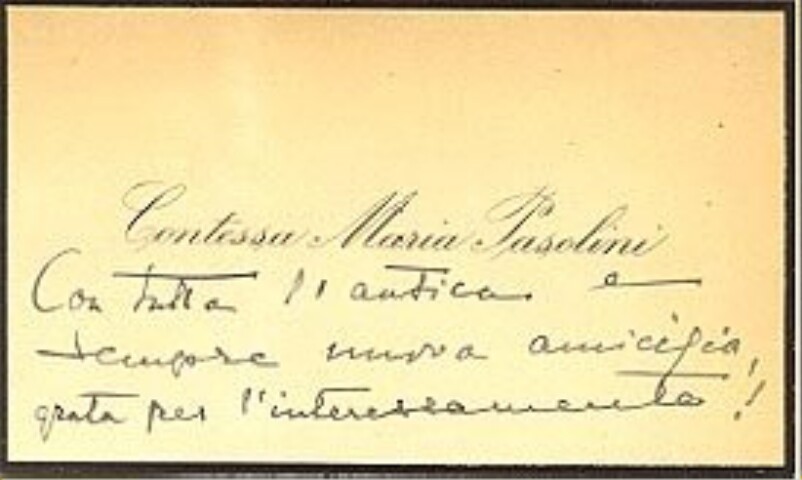 Contessa Maria Pasolini
Con tutta l'antica e
sempre nuova amicizia,
grata per l'interessamento!